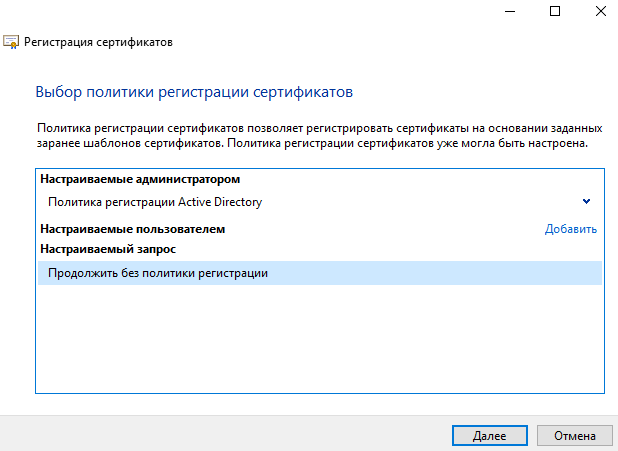 Регистрация сертификатов
Выбор политики регистрации сертификатов
Политика регистрации сертификатов позволяет регистрировать сертификаты на основании заданных
заранее шаблонов сертификатов. Политика регистрации сертификатов уже могла быть настроена.
Настраиваемые администратором
Политика регистрации Active Directory
Настраиваемые пользователем Добавить
Настраиваемый запрос
Продолжить без политики регистрации
Далее Отмена